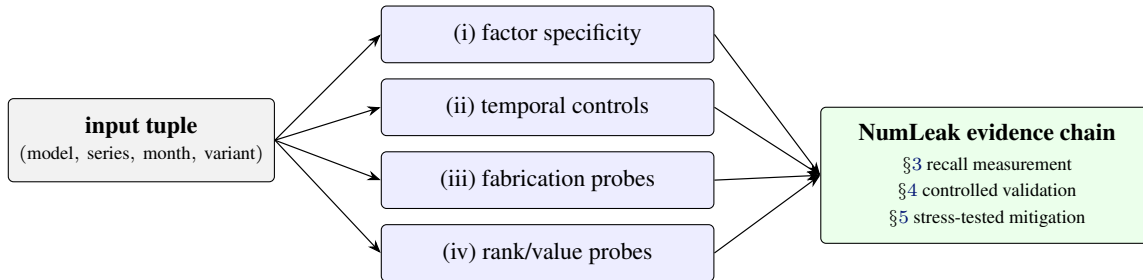 input tuple
(model, series, month, variant)
(i) factor specificity
(ii) temporal controls
(iii) fabrication probes
(iv) rank/value probes
NumLeak evidence chain
§3 recall measurement
§4 controlled validation
§5 stress-tested mitigation